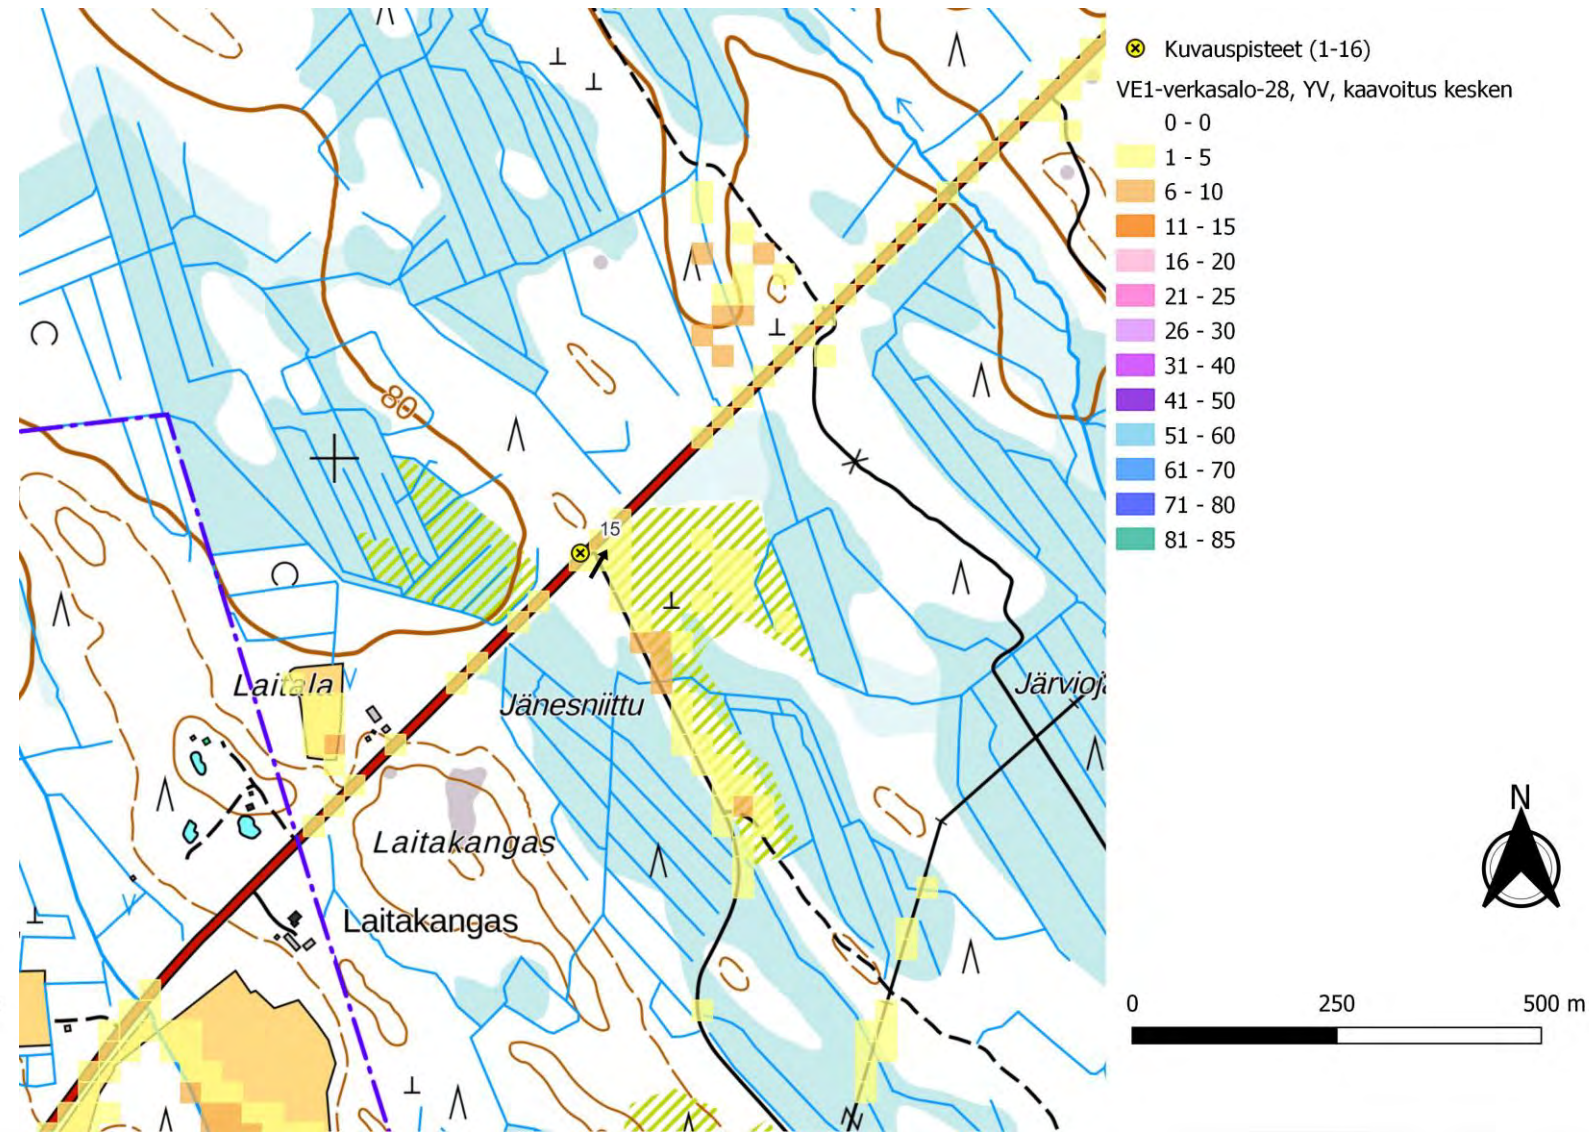 Kuvauspisteet (1-16)
VE1-verkasalo-28, YV, kaavoitus kesken
0 - 0
1 - 5
6 - 10
11 - 15
16 - 20
21 - 25
26 - 30
31 - 40
41 - 50
51 - 60
61 - 70
71 - 80
81 - 85
80
15
Laitala
Jänesniittu
Järvioja
Laitakangas
Laitakangas
N
0 250 500 m